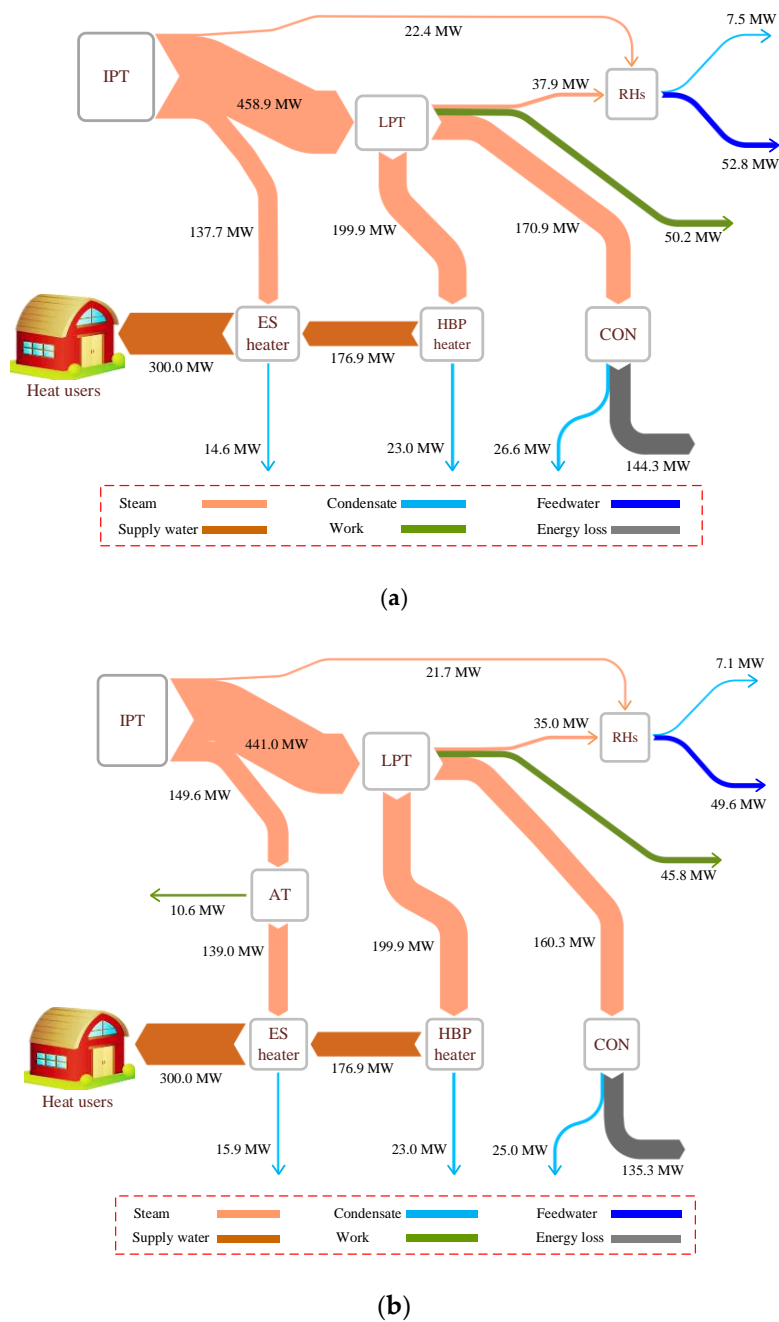 7.5 MW
22.4 MW
IPT
37.9 MW
RHs
458.9 MW
LPT
52.8 MW
137.7 MW
199.9 MW
170.9 MW
50.2 MW
ES
heater
HBP
heater
CON
300.0 MW
176.9 MW
Heat users
14.6 MW
23.0 MW
26.6 MW
144.3 MW
Steam
Condensate
Feedwater
Supply water
Work
Energy loss
(a)
7.1 MW
21.7 MW
IPT
35.0 MW
RHs
441.0 MW
LPT
149.6 MW
49.6 MW
45.8 MW
AT
10.6 MW
139.0 MW
199.9 MW
160.3 MW
ES
heater
HBP
heater
CON
300.0 MW
176.9 MW
Heat users
15.9 MW
23.0 MW
25.0 MW
135.3 MW
Steam
Condensate
Feedwater
Supply water
Work
Energy loss
(b)